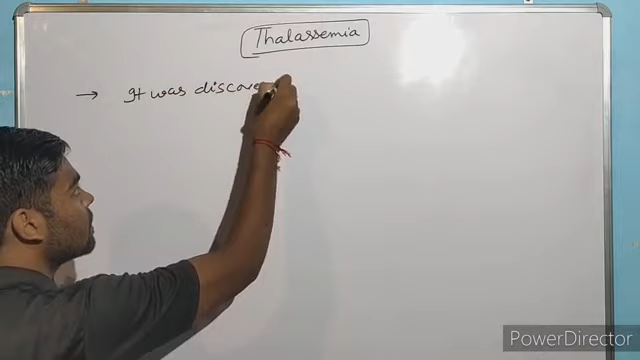 Thalassemia
→ It was discove
PowerDirector